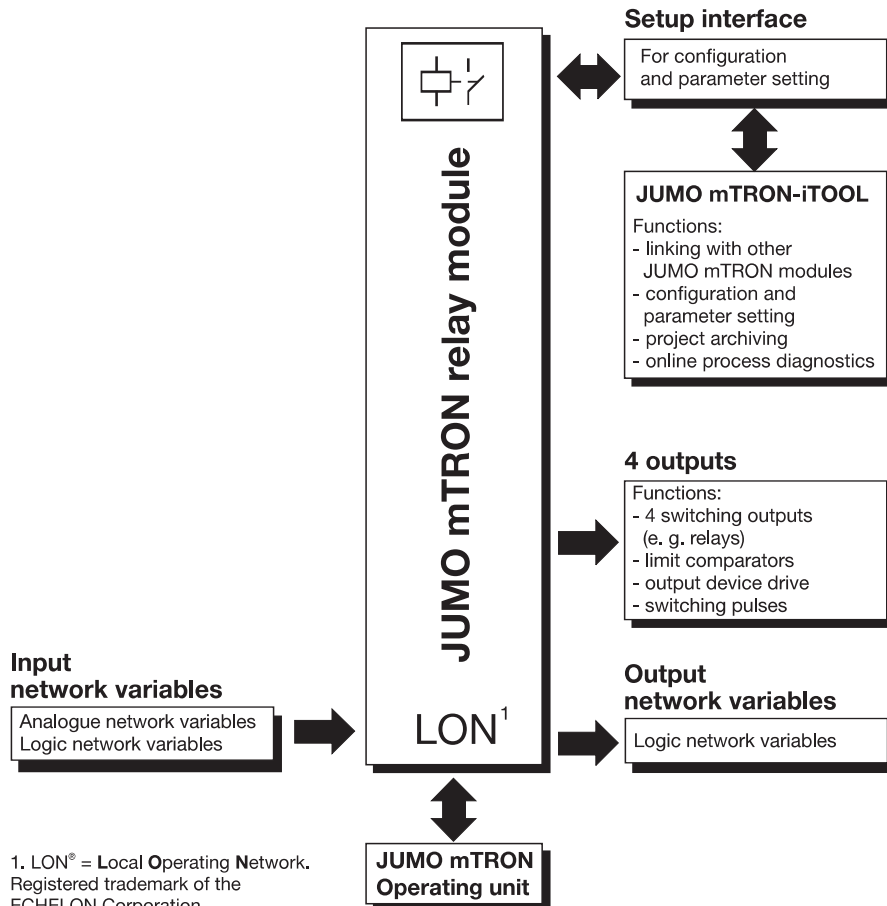 Setup interface
For configuration
and parameter setting
JUMO mTRON-iTOOL
Functions:
- linking with other
JUMO mTRON modules
- configuration and
parameter setting
- project archiving
- online process diagnostics
JUMO mTRON relay module
4 outputs
Functions:
- 4 switching outputs
(e. g. relays)
- limit comparators
- output device drive
- switching pulses
Input
network variables
Analogue network variables
Logic network variables
LON¹
Output
network variables
Logic network variables
JUMO mTRON
Operating unit
1. LON® = Local Operating Network.
Registered trademark of the
ECHELON Corporation